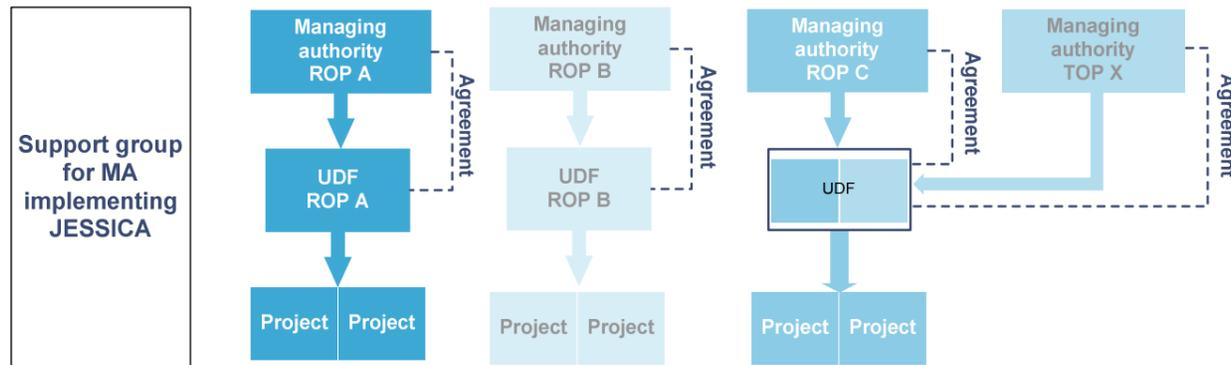 Support group
for MA
implementing
JESSICA
Managing
authority
ROP A
Agreement
UDF
ROP A
Project
Project
Managing
authority
ROP B
Agreement
UDF
ROP B
Project
Project
Managing
authority
ROP C
Agreement
Managing
authority
TOP X
Agreement
UDF
Project
Project